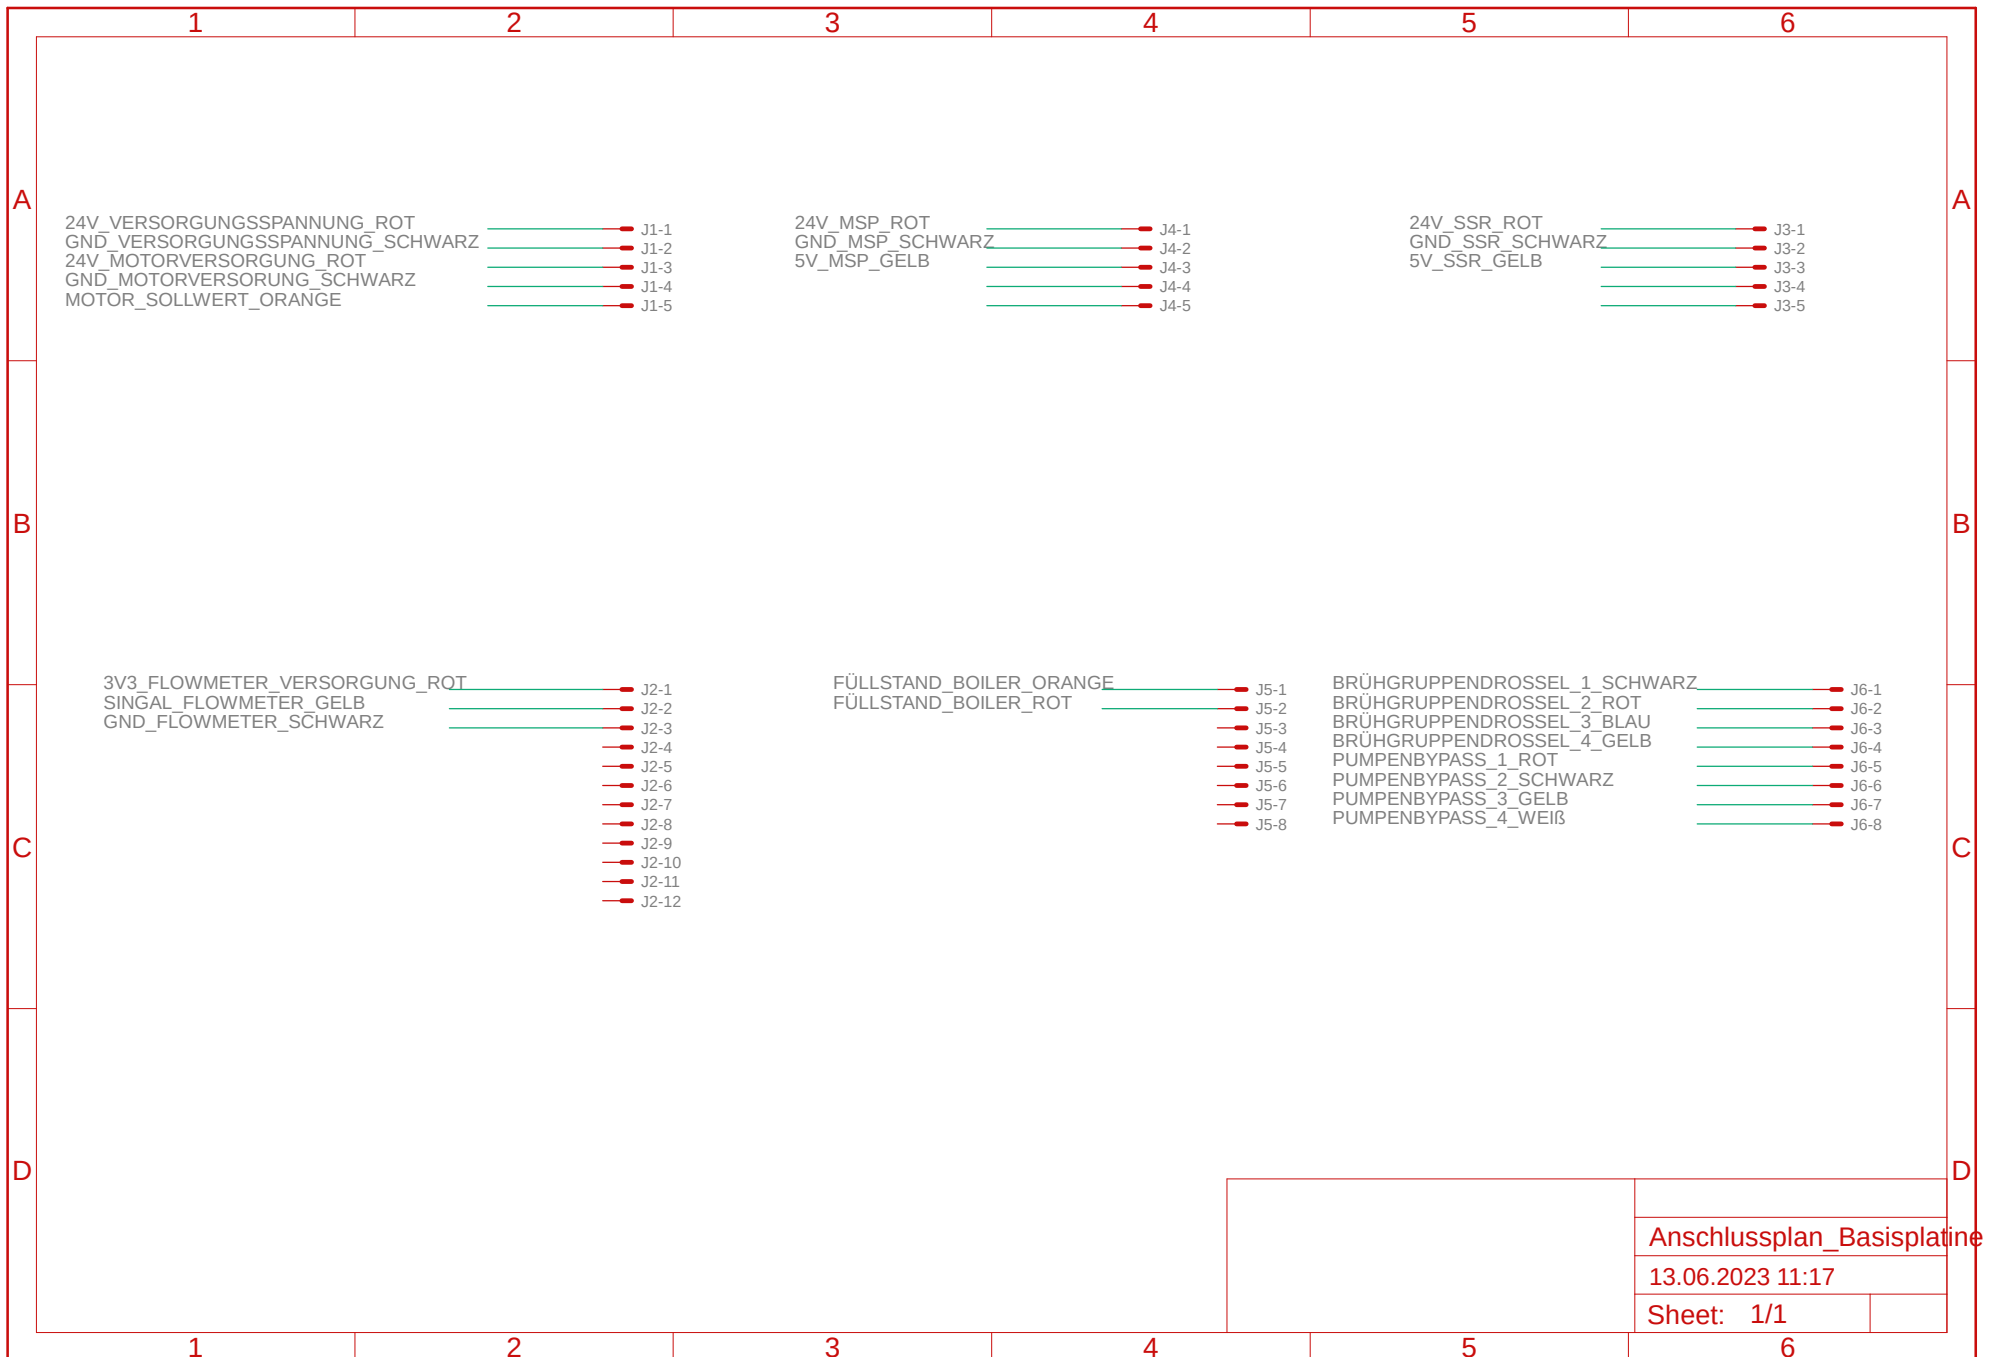 1 2 3 4 5 6
A A
24V_VERSORGUNGSSPANNUNG_ROT J1-1
GND_VERSORGUNGSSPANNUNG_SCHWARZ J1-2
24V_MOTORVERSORGUNG_ROT J1-3
GND_MOTORVERSORUNG_SCHWARZ J1-4
MOTOR_SOLLWERT_ORANGE J1-5
24V_MSP_ROT J4-1
GND_MSP_SCHWARZ J4-2
5V_MSP_GELB J4-3
J4-4
J4-5
24V_SSR_ROT J3-1
GND_SSR_SCHWARZ J3-2
5V_SSR_GELB J3-3
J3-4
J3-5
B B
3V3_FLOWMETER_VERSORGUNG_ROT J2-1
SINGAL_FLOWMETER_GELB J2-2
GND_FLOWMETER_SCHWARZ J2-3
J2-4
J2-5
J2-6
J2-7
J2-8
J2-9
J2-10
J2-11
J2-12
FÜLLSTAND_BOILER_ORANGE J5-1
FÜLLSTAND_BOILER_ROT J5-2
J5-3
J5-4
J5-5
J5-6
J5-7
J5-8
BRÜHGRUPPENDROSSEL_1_SCHWARZ J6-1
BRÜHGRUPPENDROSSEL_2_ROT J6-2
BRÜHGRUPPENDROSSEL_3_BLAU J6-3
BRÜHGRUPPENDROSSEL_4_GELB J6-4
PUMPENBYPASS_1_ROT J6-5
PUMPENBYPASS_2_SCHWARZ J6-6
PUMPENBYPASS_3_GELB J6-7
PUMPENBYPASS_4_WEIß J6-8
C C
D D
Anschlussplan_Basisplatine
13.06.2023 11:17
Sheet: 1/1
1 2 3 4 5 6